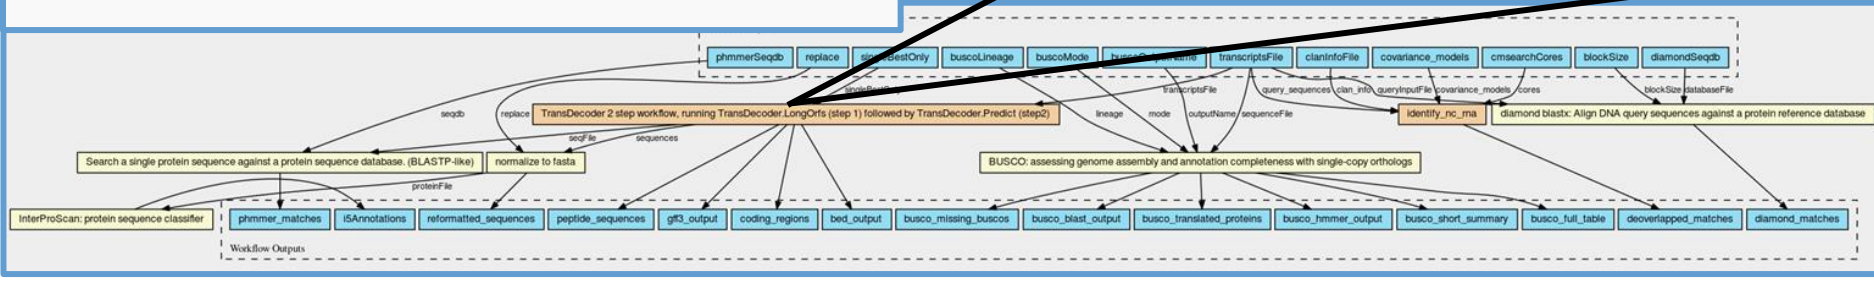 phmmerSeqdb replace singleBestOnly buscoLineage buscoMode buscoOutputName transcriptsFile clanInfoFile covariance_models cmsearchCores blockSize diamondSeqdb
transcriptsFile query_sequences clan_info queryInputFile covariance_models cores blockSize databaseFile
seqdb replace TransDecoder 2 step workflow, running TransDecoder.LongOrfs (step 1) followed by TransDecoder.Predict (step2) lineage mode outputName sequenceFile identify_nc_rna diamond blastx: Align DNA query sequences against a protein reference database
seqFile sequences
Search a single protein sequence against a protein sequence database. (BLASTP-like) normalize to fasta BUSCO: assessing genome assembly and annotation completeness with single-copy orthologs
proteinFile
InterProScan: protein sequence classifier phmmer_matches i5Annotations reformatted_sequences peptide_sequences gff3_output coding_regions bed_output busco_missing_buscos busco_blast_output busco_translated_proteins busco_hmmer_output busco_short_summary busco_full_table deoverlapped_matches diamond_matches
Workflow Outputs